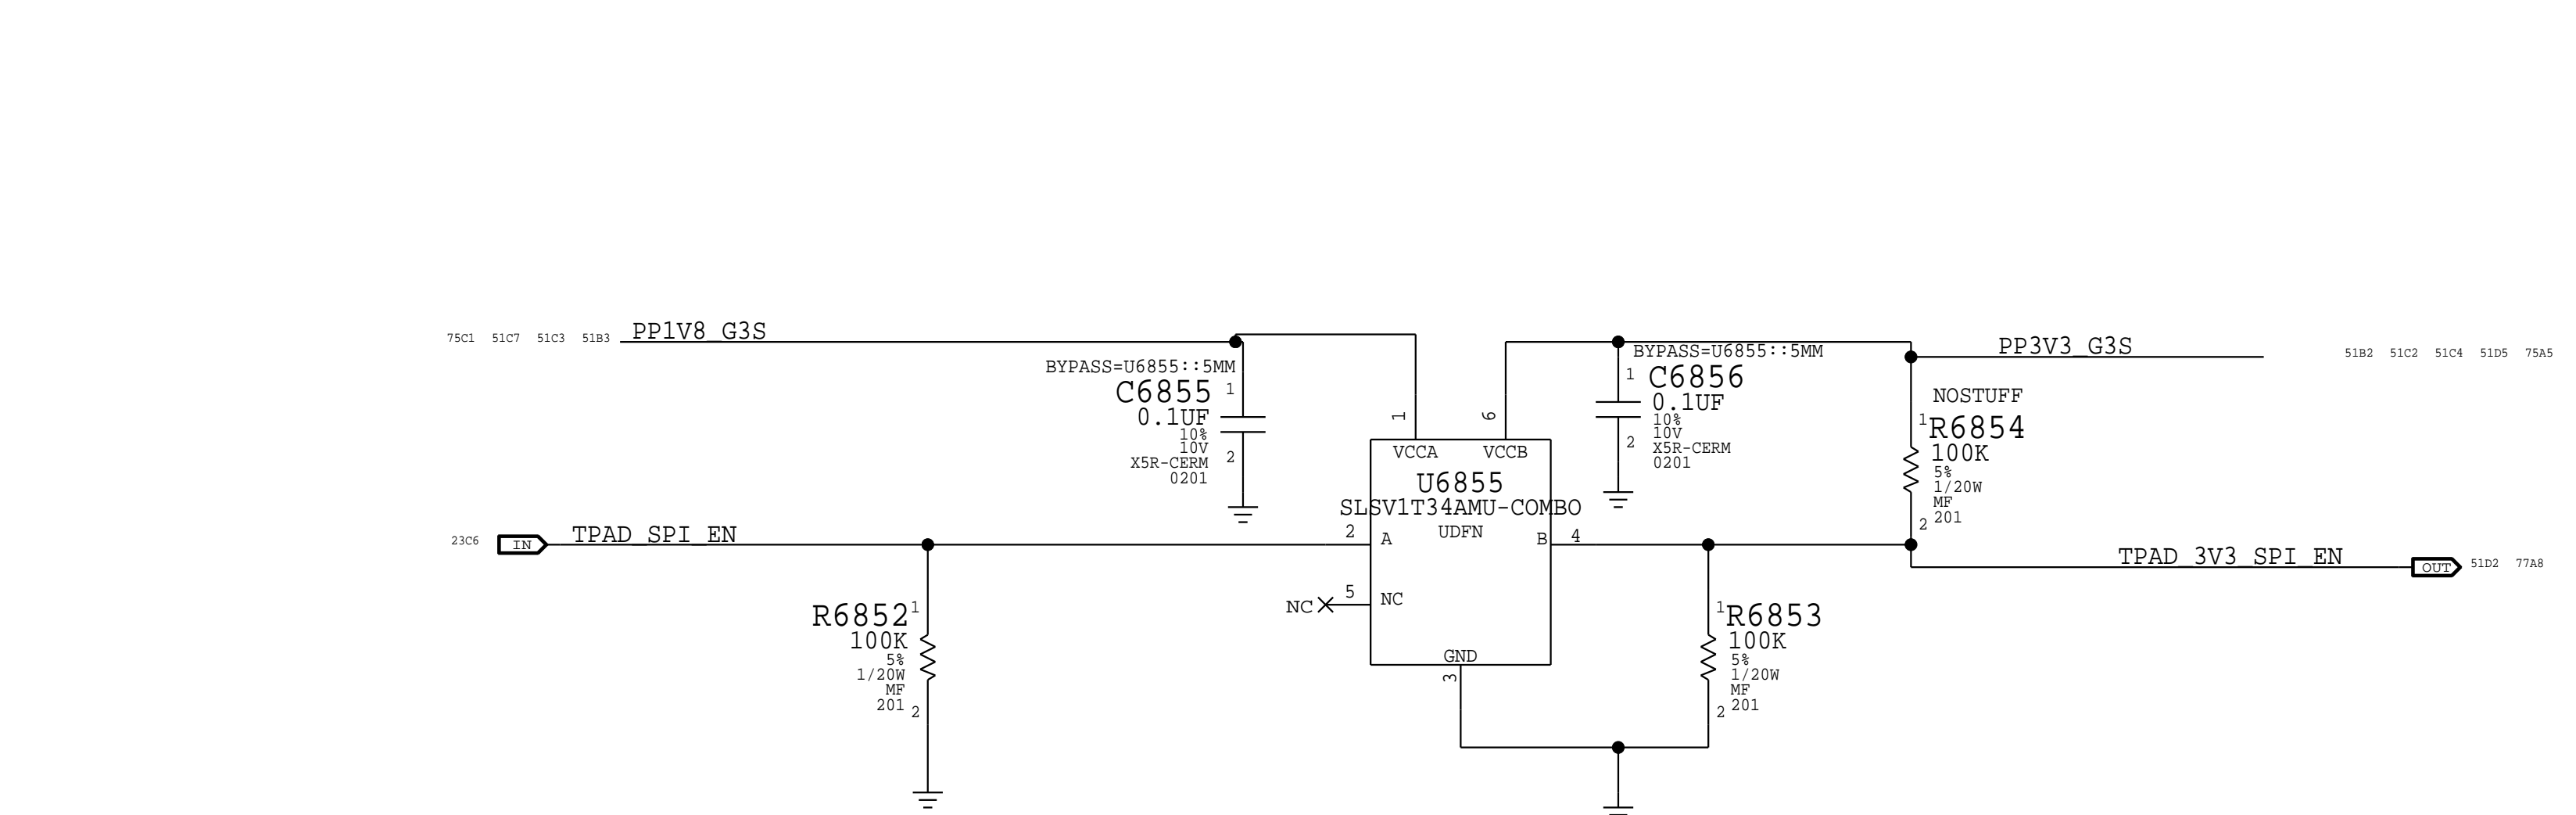 75C1 51C7 51C3 51B3 PP1V8_G3S
BYPASS=U6855::5MM
C6855 1
0.1UF
10%
10V
X5R-CERM 2
0201
BYPASS=U6855::5MM
1 C6856
0.1UF
10%
10V
2 X5R-CERM
0201
PP3V3_G3S 51B2 51C2 51C4 51D5 75A5
NOSTUFF
1 R6854
100K
5%
1/20W
MF
2 201
1 6
VCCA VCCB
U6855
SLSV1T34AMU-COMBO
UDFN
2 A B 4
NC 5 NC
GND
3
23C6 IN TPAD_SPI_EN
R6852 1
100K
5%
1/20W
MF
201 2
1 R6853
100K
5%
1/20W
MF
2 201
TPAD_3V3_SPI_EN OUT 51D2 77A8